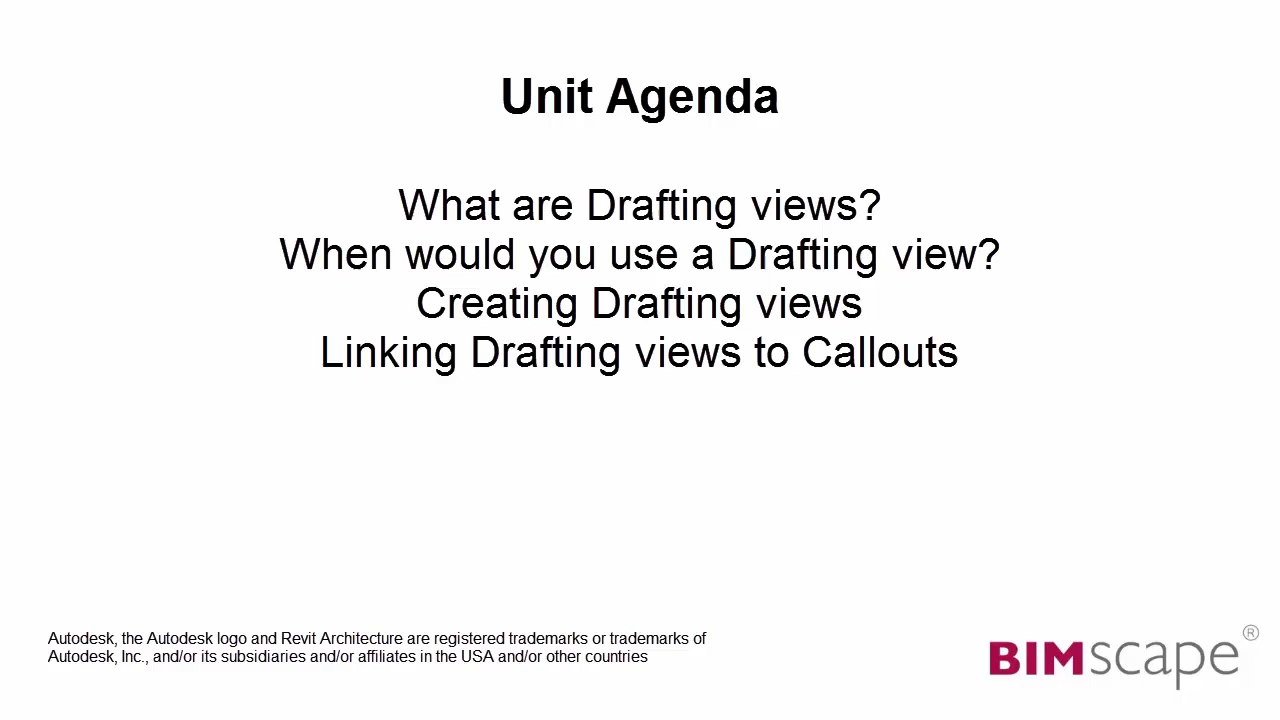 Unit Agenda
What are Drafting views?
When would you use a Drafting view?
Creating Drafting views
Linking Drafting views to Callouts
Autodesk, the Autodesk logo and Revit Architecture are registered trademarks or trademarks of
Autodesk, Inc., and/or its subsidiaries and/or affiliates in the USA and/or other countries
BIMscape®